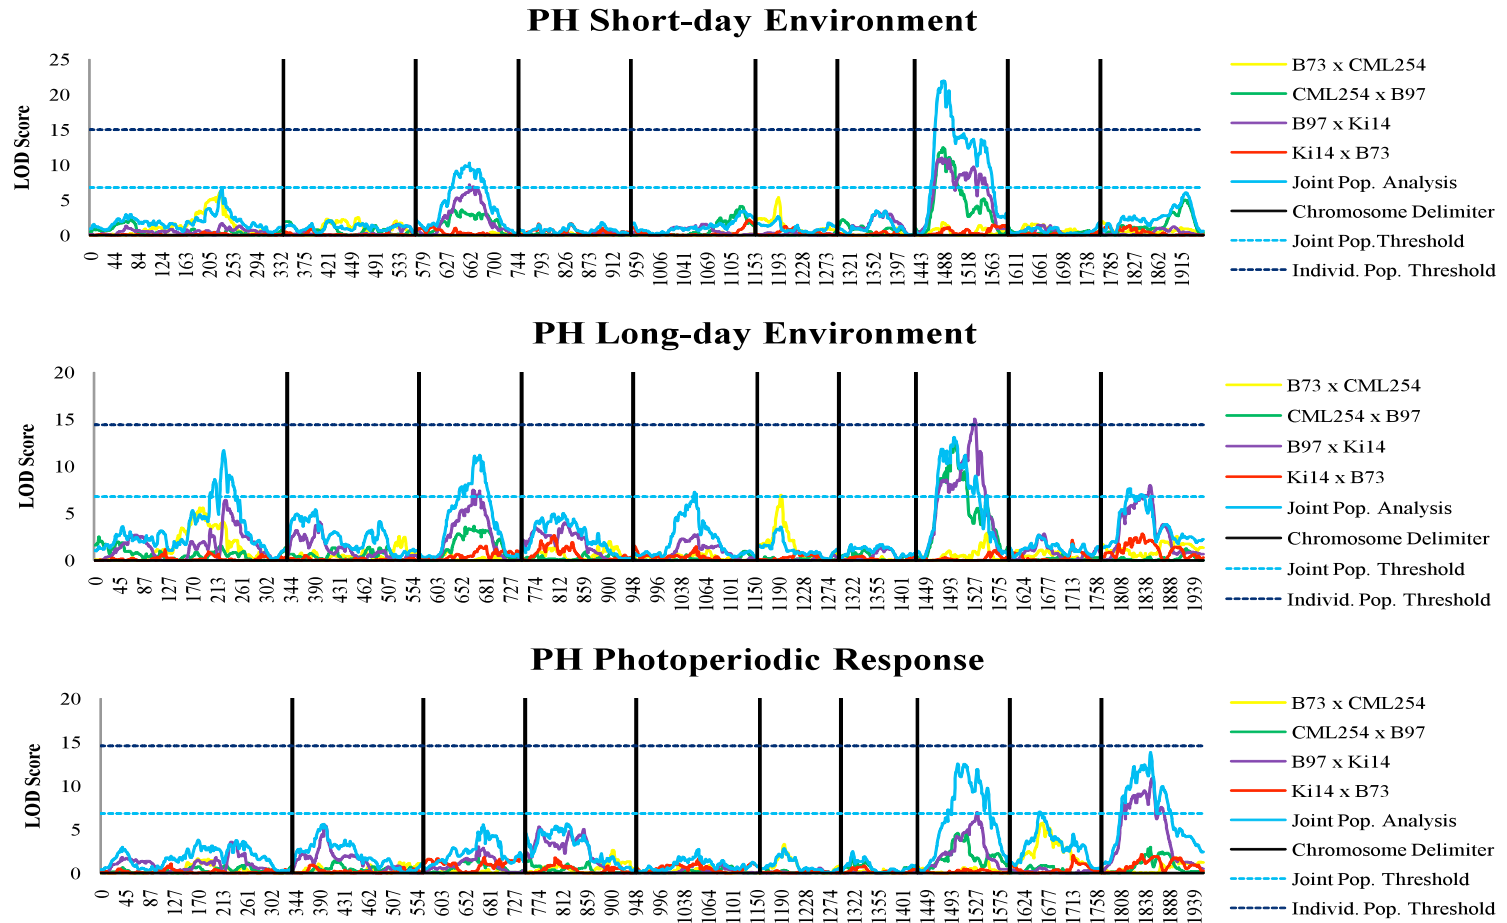 PH Short-day Environment
LOD Score
25
20
15
10
5
0
0 44 84 124 163 205 253 294 332 375 421 449 491 533 579 627 662 700 744 793 826 873 912 959 1006 1041 1069 1105 1153 1193 1228 1273 1321 1352 1397 1443 1488 1518 1563 1611 1661 1698 1738 1785 1827 1862 1915
B73 x CML254
CML254 x B97
B97 x Ki14
Ki14 x B73
Joint Pop. Analysis
Chromosome Delimiter
Joint Pop.Threshold
Individ. Pop. Threshold
PH Long-day Environment
LOD Score
20
15
10
5
0
0 45 87 127 170 213 261 302 344 390 431 462 507 554 603 652 681 727 774 812 859 900 948 996 1038 1064 1101 1150 1190 1228 1274 1322 1355 1401 1449 1493 1527 1575 1624 1677 1713 1758 1808 1838 1888 1939
B73 x CML254
CML254 x B97
B97 x Ki14
Ki14 x B73
Joint Pop. Analysis
Chromosome Delimiter
Joint Pop. Threshold
Individ. Pop. Threshold
PH Photoperiodic Response
LOD Score
20
15
10
5
0
0 45 87 127 170 213 261 302 344 390 431 462 507 554 603 652 681 727 774 812 859 900 948 996 1038 1064 1101 1150 1190 1228 1274 1322 1355 1401 1449 1493 1527 1575 1624 1677 1713 1758 1808 1838 1888 1939
B73 x CML254
CML254 x B97
B97 x Ki14
Ki14 x B73
Joint Pop. Analysis
Chromosome Delimiter
Joint Pop. Threshold
Individ. Pop. Threshold